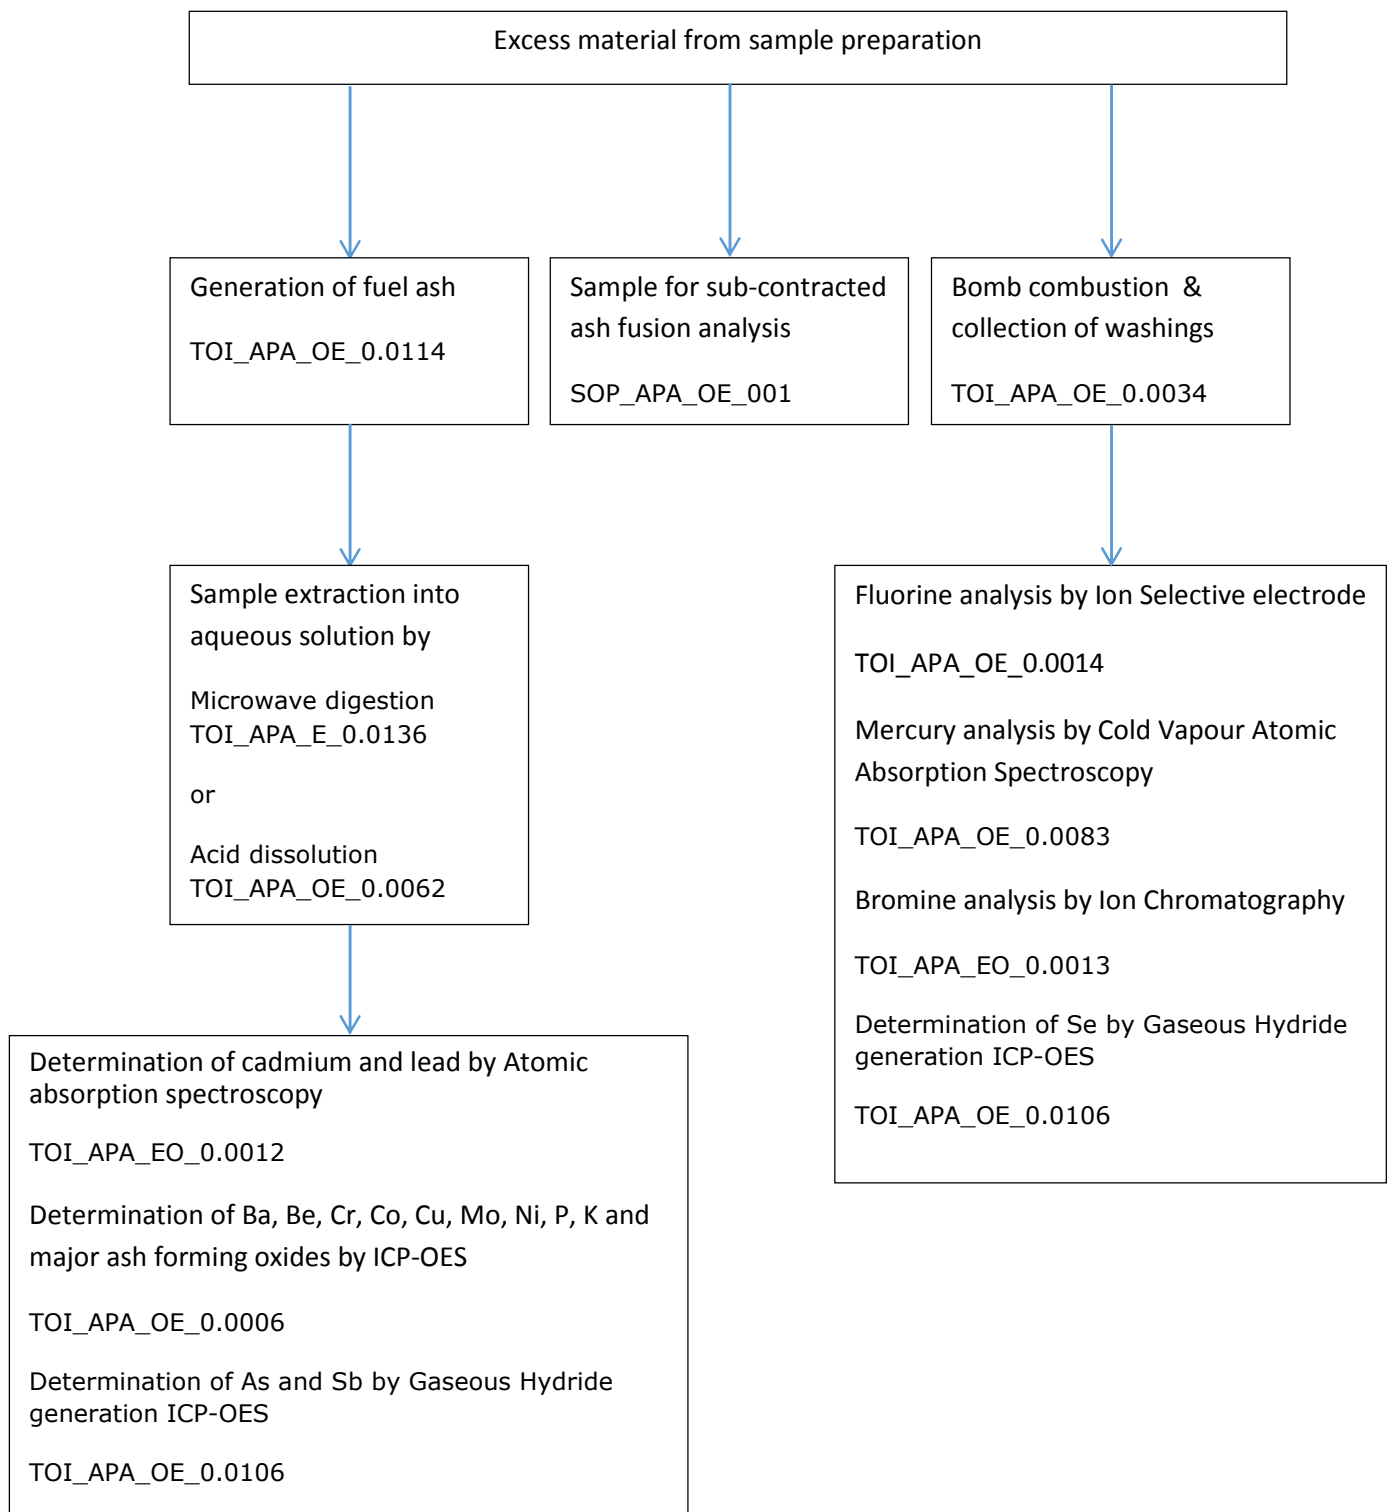 Excess material from sample preparation
Generation of fuel ash
TOI_APA_OE_0.0114
Sample for sub-contracted
ash fusion analysis
SOP_APA_OE_001
Bomb combustion &
collection of washings
TOI_APA_OE_0.0034
Sample extraction into
aqueous solution by
Microwave digestion
TOI_APA_E_0.0136
or
Acid dissolution
TOI_APA_OE_0.0062
Fluorine analysis by Ion Selective electrode
TOI_APA_OE_0.0014
Mercury analysis by Cold Vapour Atomic
Absorption Spectroscopy
TOI_APA_OE_0.0083
Bromine analysis by Ion Chromatography
TOI_APA_EO_0.0013
Determination of Se by Gaseous Hydride
generation ICP-OES
TOI_APA_OE_0.0106
Determination of cadmium and lead by Atomic
absorption spectroscopy
TOI_APA_EO_0.0012
Determination of Ba, Be, Cr, Co, Cu, Mo, Ni, P, K and
major ash forming oxides by ICP-OES
TOI_APA_OE_0.0006
Determination of As and Sb by Gaseous Hydride
generation ICP-OES
TOI_APA_OE_0.0106